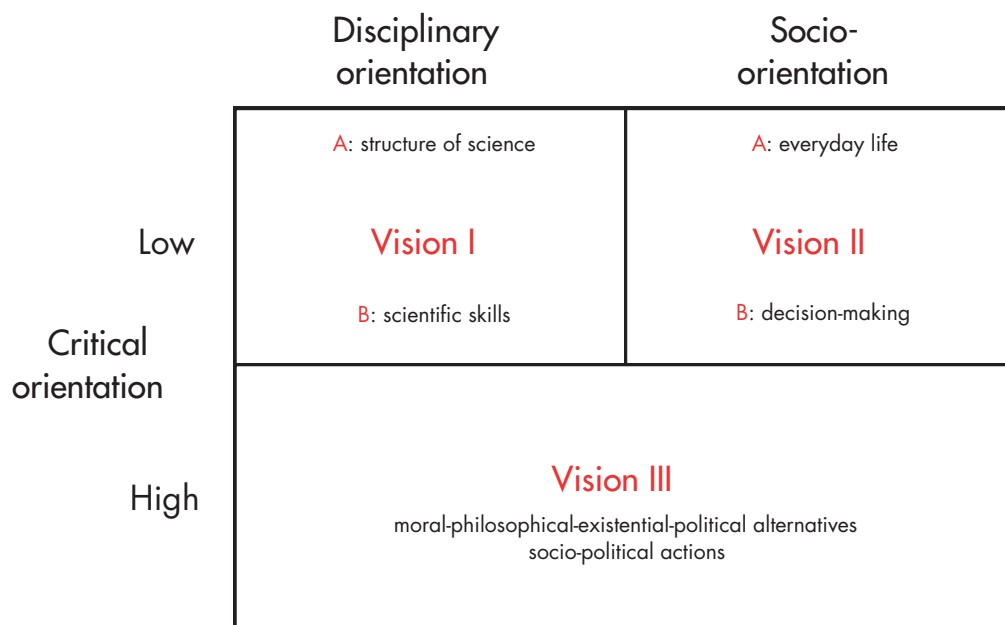 Disciplinary
orientation
Socio-
orientation
A: structure of science
A: everyday life
Low
Vision I
Vision II
B: scientific skills
B: decision-making
Critical
orientation
High
Vision III
moral-philosophical-existential-political alternatives
socio-political actions